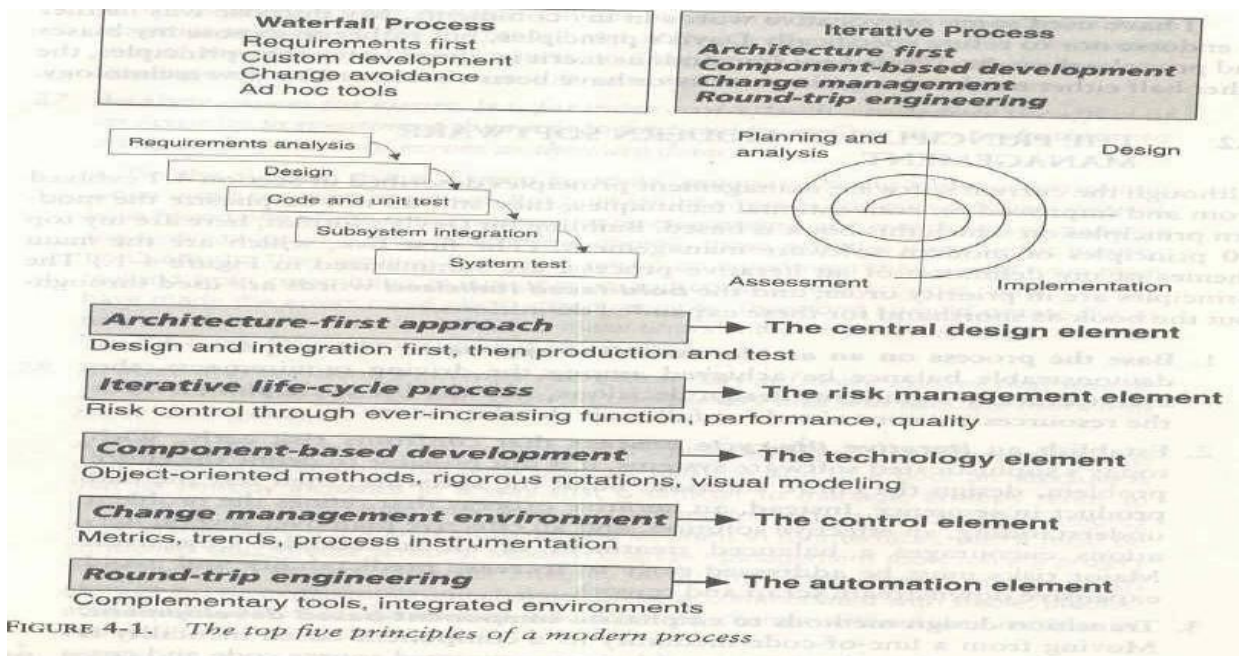 Waterfall Process
Requirements first
Custom development
Change avoidance
Ad hoc tools
Iterative Process
Architecture first
Component-based development
Change management
Round-trip engineering
Requirements analysis
Design
Code and unit test
Subsystem integration
System test
Planning and
analysis
Design
Assessment
Implementation
Architecture-first approach
The central design element
Design and integration first, then production and test
Iterative life-cycle process
The risk management element
Risk control through ever-increasing function, performance, quality
Component-based development
The technology element
Object-oriented methods, rigorous notations, visual modeling
Change management environment
The control element
Metrics, trends, process instrumentation
Round-trip engineering
The automation element
Complementary tools, integrated environments
FIGURE 4-1. The top five principles of a modern process